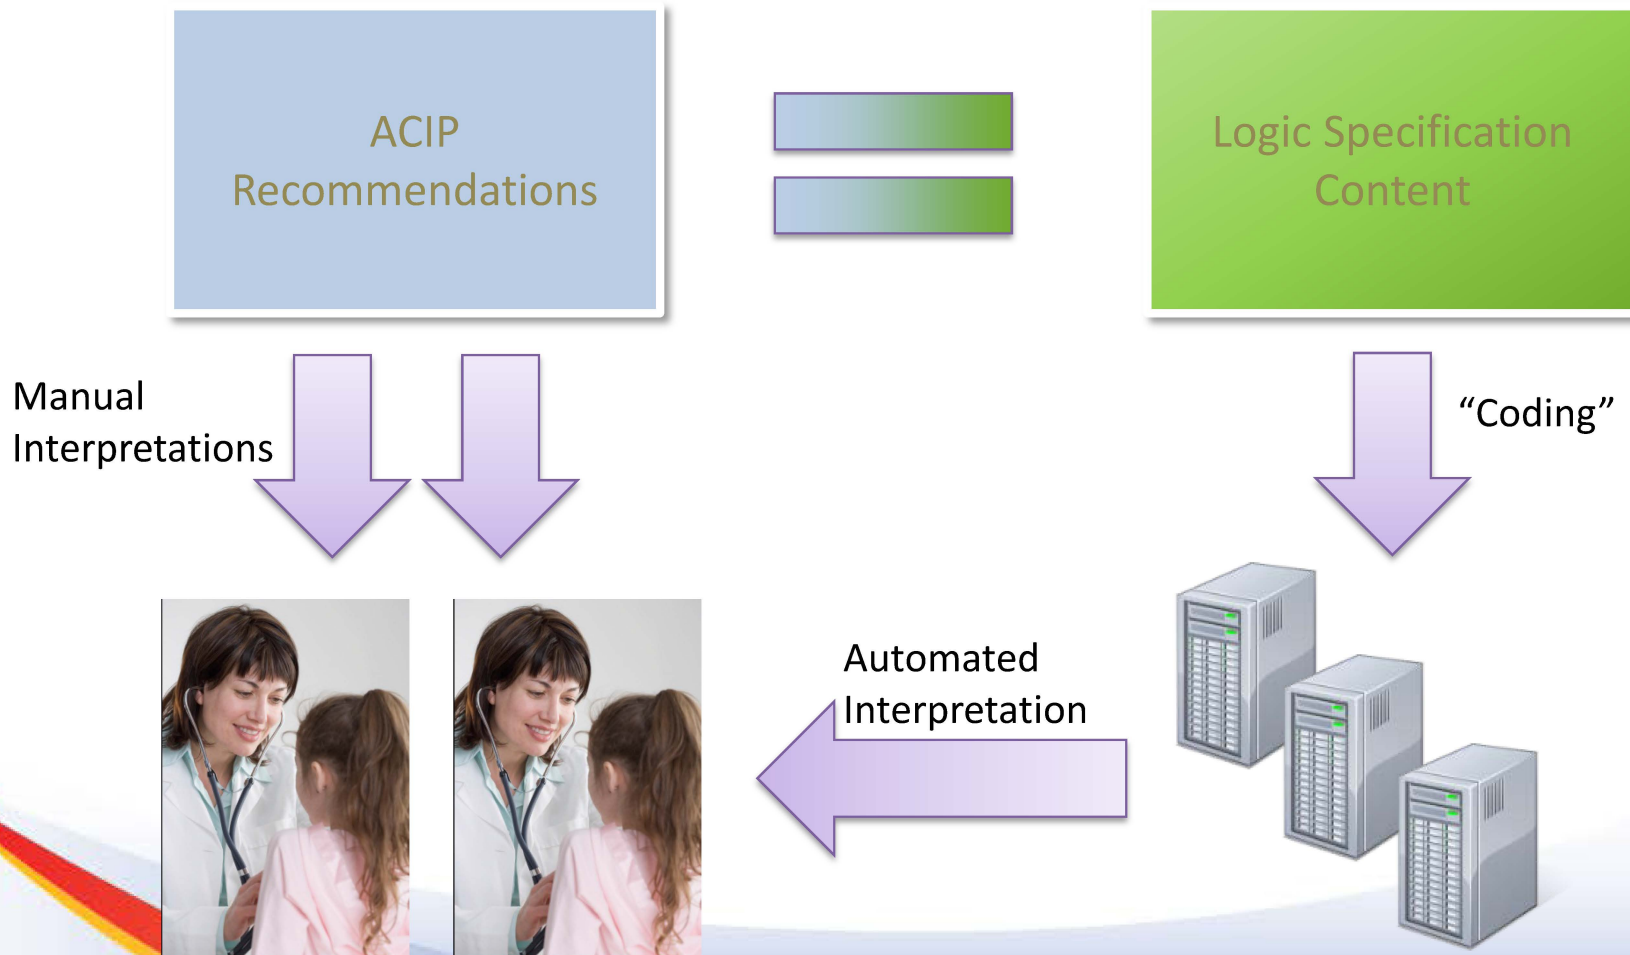 ACIP
Recommendations
Logic Specification
Content
Manual
Interpretations
“Coding”
Automated
Interpretation